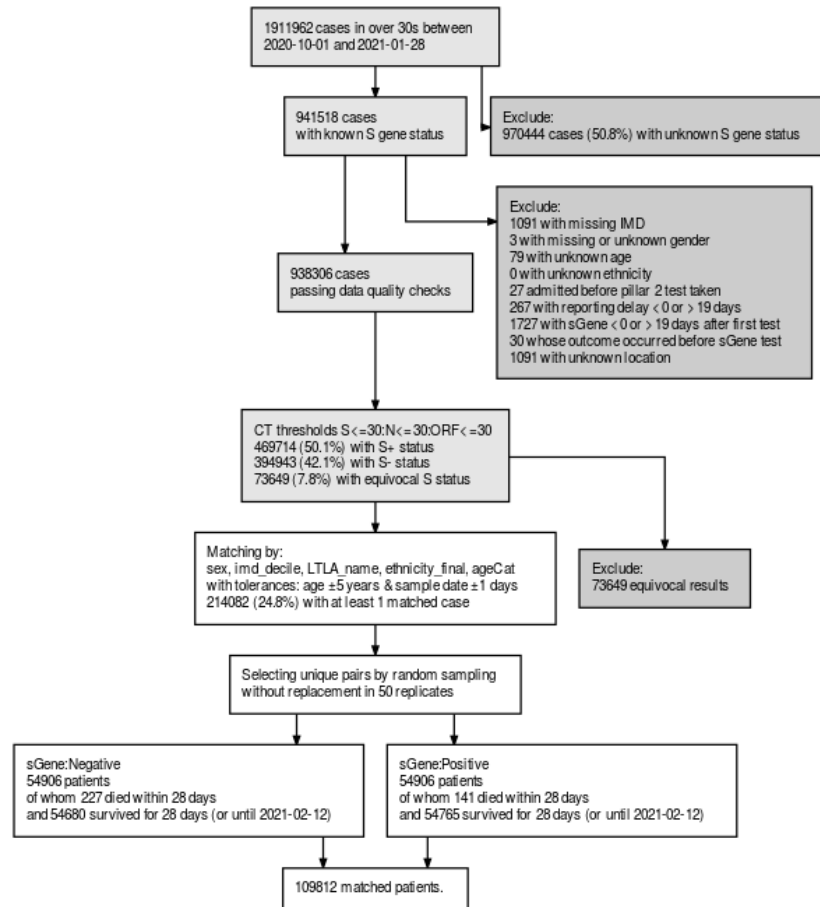 1911962 cases in over 30s between
2020-10-01 and 2021-01-28
941518 cases
with known S gene status
Exclude:
970444 cases (50.8%) with unknown S gene status
Exclude:
1091 with missing IMD
3 with missing or unknown gender
79 with unknown age
0 with unknown ethnicity
27 admitted before pillar 2 test taken
267 with reporting delay <0 or > 19 days
1727 with sGene <0 or > 19 days after first test
30 whose outcome occurred before sGene test
1091 with unknown location
938306 cases
passing data quality checks
CT thresholds S<=30:N<=30:ORF<=30
469714 (50.1%) with S+ status
394943 (42.1%) with S- status
73649 (7.8%) with equivocal S status
Matching by:
sex, imd_decile, LTLA_name, ethnicity_final, ageCat
with tolerances: age ±5 years & sample date ±1 days
214082 (24.8%) with at least 1 matched case
Exclude:
73649 equivocal results
Selecting unique pairs by random sampling
without replacement in 50 replicates
sGene:Negative
54906 patients
of whom 227 died within 28 days
and 54680 survived for 28 days (or until 2021-02-12)
sGene:Positive
54906 patients
of whom 141 died within 28 days
and 54765 survived for 28 days (or until 2021-02-12)
109812 matched patients.